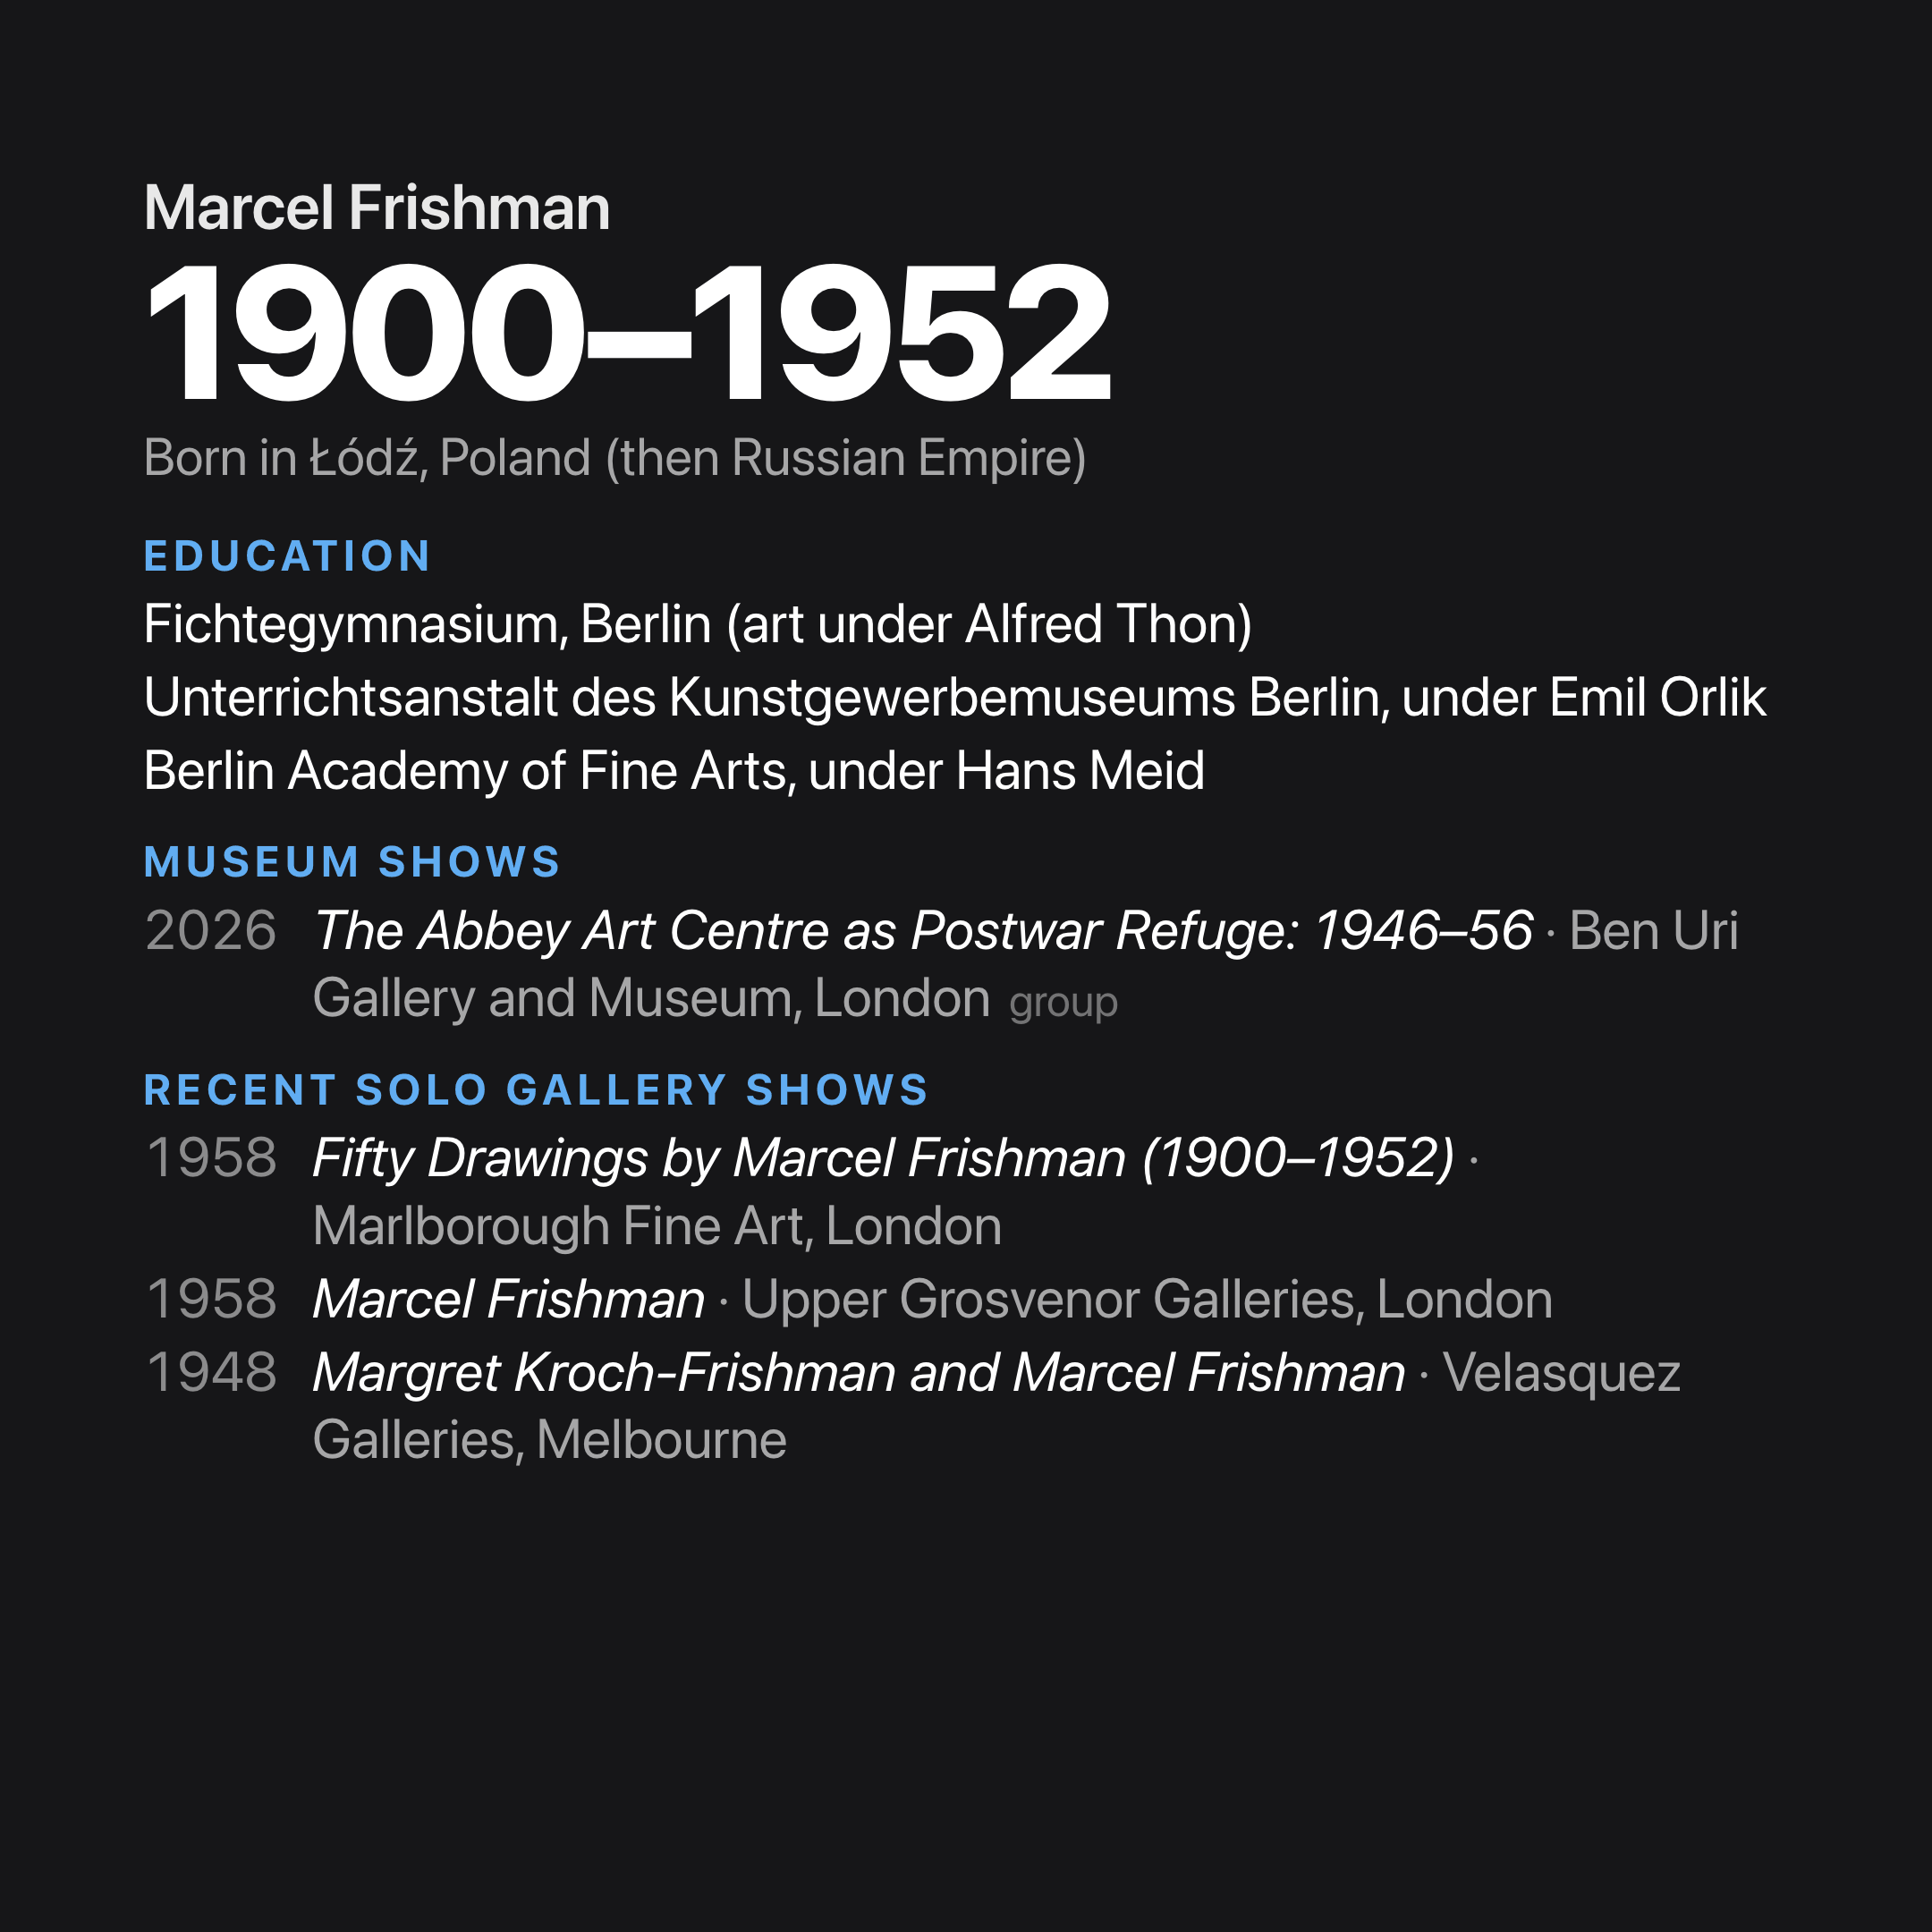 Marcel Frishman
1900–1952
Born in Łódź, Poland (then Russian Empire)
EDUCATION
Fichtegymnasium, Berlin (art under Alfred Thon)
Unterrichtsanstalt des Kunstgewerbemuseums Berlin, under Emil Orlik
Berlin Academy of Fine Arts, under Hans Meid
MUSEUM SHOWS
2026 The Abbey Art Centre as Postwar Refuge: 1946–56 · Ben Uri
Gallery and Museum, London group
RECENT SOLO GALLERY SHOWS
1958 Fifty Drawings by Marcel Frishman (1900–1952) ·
Marlborough Fine Art, London
1958 Marcel Frishman · Upper Grosvenor Galleries, London
1948 Margret Kroch-Frishman and Marcel Frishman · Velasquez
Galleries, Melbourne